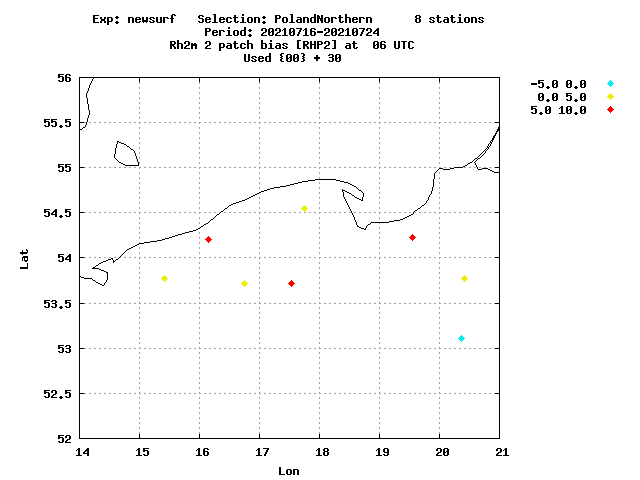 Exp: newsurf   Selection: PolandNorthern      8 stations
Period: 20210716-20210724
Rh2m 2 patch bias [RHP2] at  06 UTC
Used {00} + 30
-5.0 0.0
0.0 5.0
5.0 10.0
56
55.5
55
54.5
54
53.5
53
52.5
52
Lat
14 15 16 17 18 19 20 21
Lon